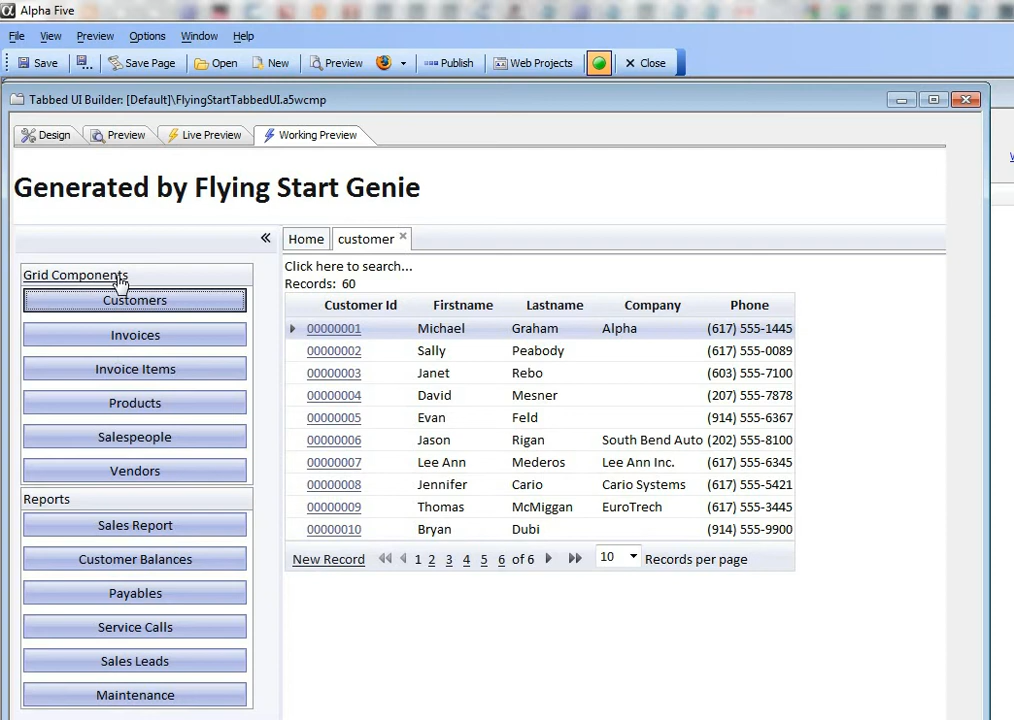 Alpha Five
File View Preview Options Window Help
Save Save Page Open New Preview Publish Web Projects Close
Tabbed UI Builder: [Default]\FlyingStartTabbedUI.a5wcmp
Design Preview Live Preview Working Preview
Generated by Flying Start Genie
« Home customer ×
Grid Components
Customers
Invoices
Invoice Items
Products
Salespeople
Vendors
Reports
Sales Report
Customer Balances
Payables
Service Calls
Sales Leads
Maintenance
Click here to search...
Records: 60
Customer Id Firstname Lastname Company Phone
00000001 Michael Graham Alpha (617) 555-1445
00000002 Sally Peabody (617) 555-0089
00000003 Janet Rebo (603) 555-7100
00000004 David Mesner (207) 555-7878
00000005 Evan Feld (914) 555-6367
00000006 Jason Rigan South Bend Auto (202) 555-8100
00000007 Lee Ann Mederos Lee Ann Inc. (617) 555-6345
00000008 Jennifer Cario Cario Systems (617) 555-5421
00000009 Thomas McMiggan EuroTech (617) 555-3445
00000010 Bryan Dubi (914) 555-9900
New Record 1 2 3 4 5 6 of 6 10 Records per page